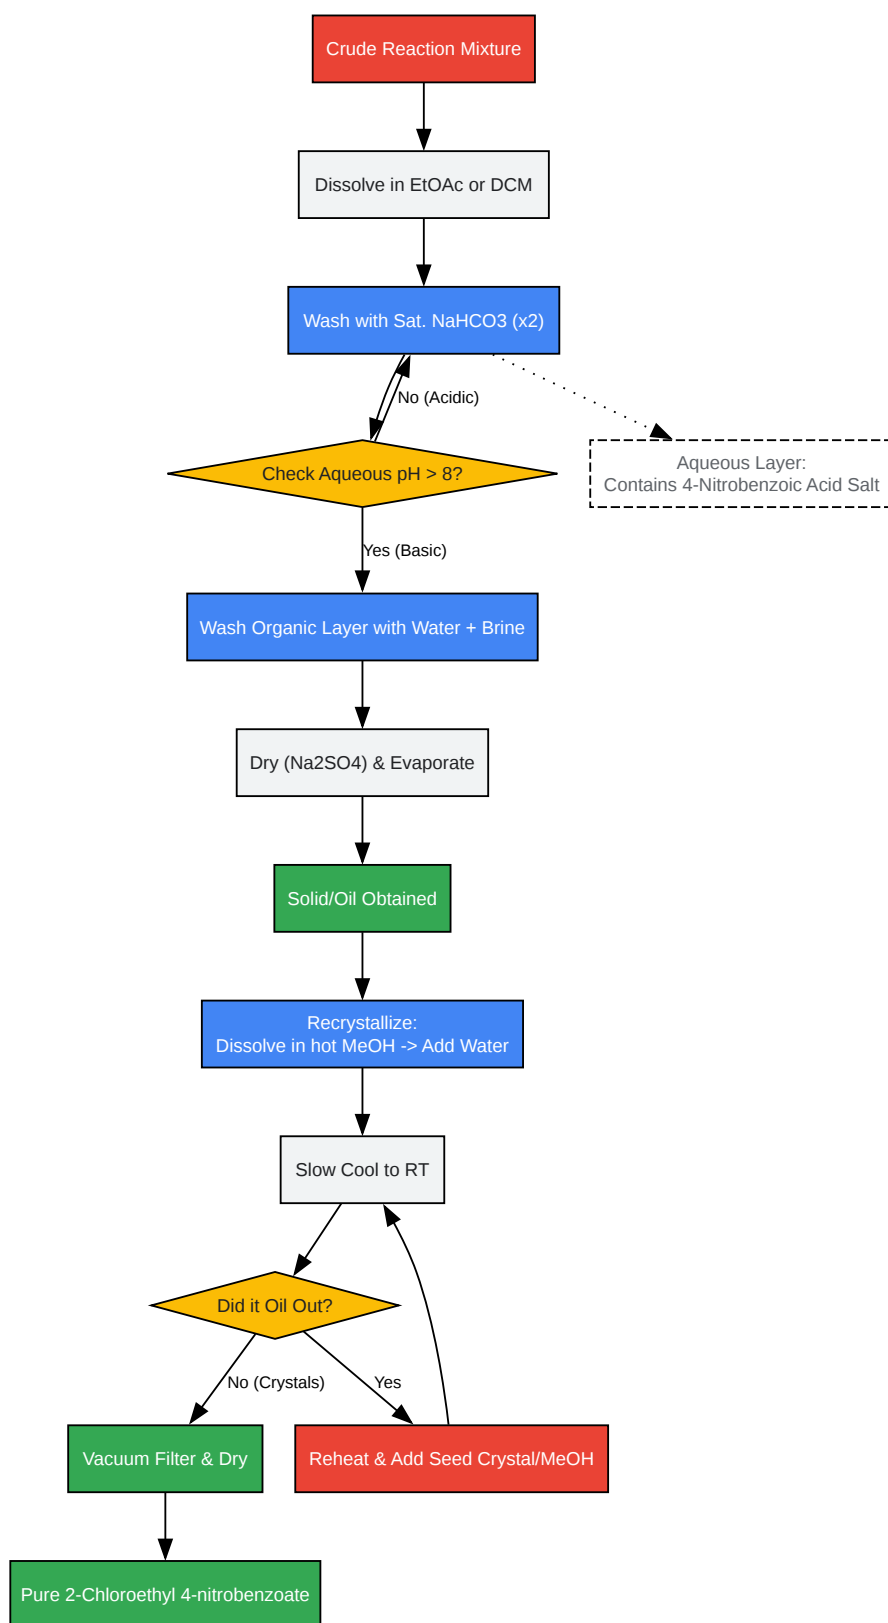 Crude Reaction Mixture
Dissolve in EtOAc or DCM
Wash with Sat. NaHCO3 (x2)
No (Acidic)
Check Aqueous pH > 8?
Aqueous Layer:
Contains 4-Nitrobenzoic Acid Salt
Yes (Basic)
Wash Organic Layer with Water + Brine
Dry (Na2SO4) & Evaporate
Solid/Oil Obtained
Recrystallize:
Dissolve in hot MeOH -> Add Water
Slow Cool to RT
Did it Oil Out?
No (Crystals)
Yes
Vacuum Filter & Dry
Reheat & Add Seed Crystal/MeOH
Pure 2-Chloroethyl 4-nitrobenzoate